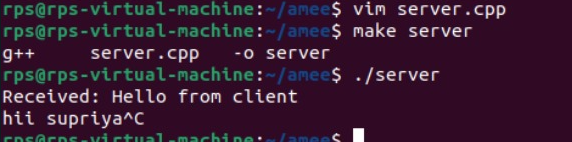 rps@rps-virtual-machine:~/amee$ vim server.cpp
rps@rps-virtual-machine:~/amee$ make server
g++     server.cpp   -o server
rps@rps-virtual-machine:~/amee$ ./server
Received: Hello from client
hii supriya^C
rps@rps-virtual-machine:~/amee$